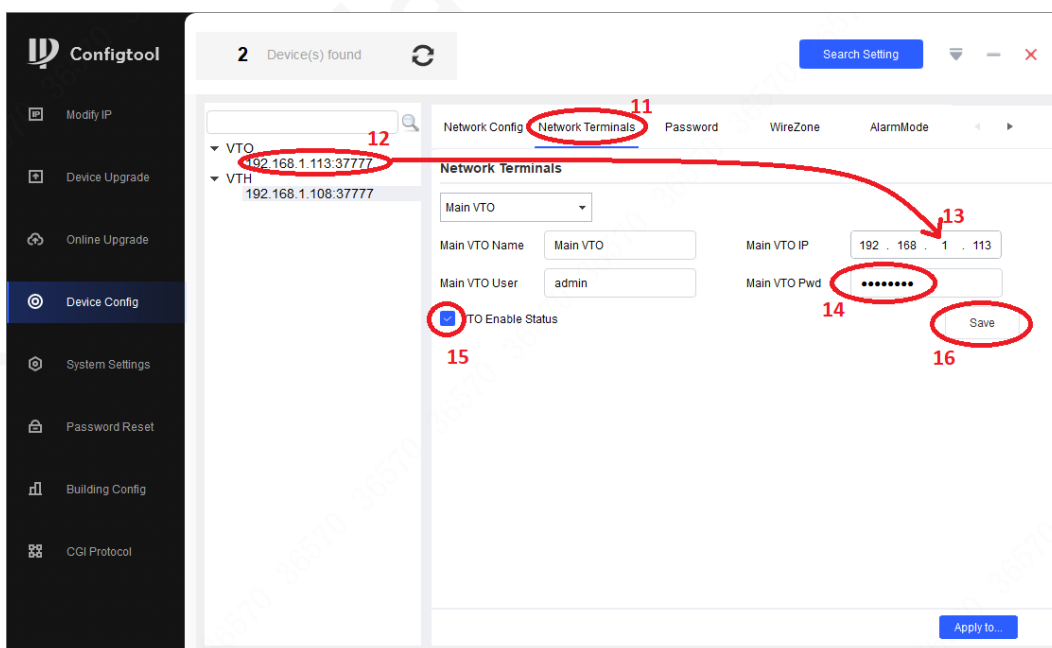 Configtool
2 Device(s) found
Search Setting
Modify IP
Device Upgrade
Online Upgrade
Device Config
System Settings
Password Reset
Building Config
CGI Protocol
12
VTO
192.168.1.113:37777
VTH
192.168.1.108:37777
11
Network Config Network Terminals Password WireZone AlarmMode
Network Terminals
Main VTO
13
Main VTO Name Main VTO Main VTO IP 192 . 168 . 1 . 113
Main VTO User admin Main VTO Pwd ••••••••
14
VTO Enable Status Save
15 16
Apply to...
36570 36570 36570